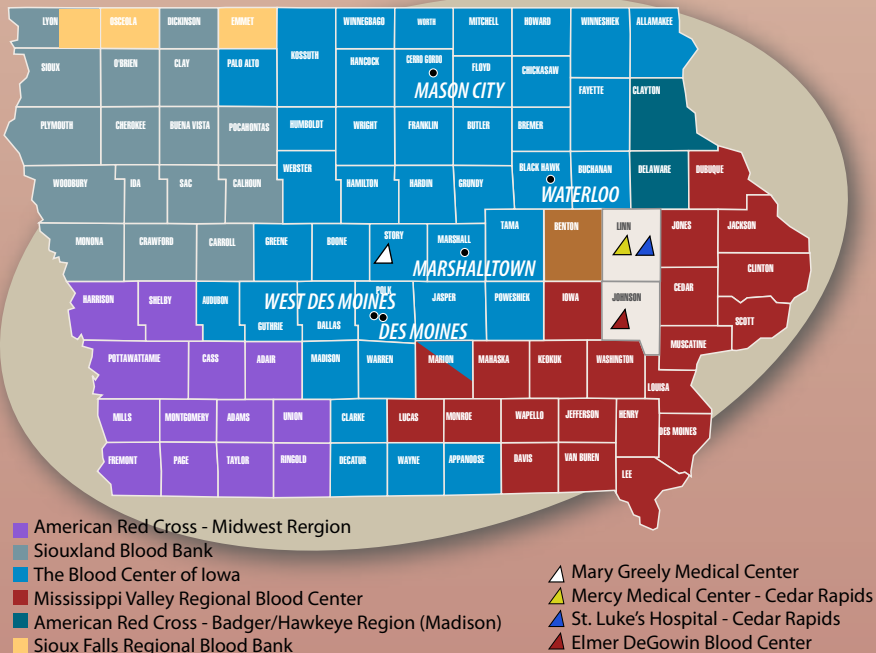 LYON OSCEOLA DICKINSON EMMET WINNEGBAGO WORTH MITCHELL HOWARD WINNESHIEK ALLAMAKEE
KOSSUTH
SIOUX O'BRIEN CLAY PALO ALTO HANCOCK CERRO GORDO FLOYD CHICKASAW
MASON CITY
FAYETTE CLAYTON
PLYMOUTH CHEROKEE BUENA VISTA POCAHONTAS HUMBOLDT WRIGHT FRANKLIN BUTLER BREMER
WEBSTER BLACK HAWK BUCHANAN DELAWARE DUBUQUE
WOODBURY IDA SAC CALHOUN HAMILTON HARDIN GRUNDY
WATERLOO
MONONA CRAWFORD CARROLL GREENE BOONE STORY MARSHALL TAMA BENTON LINN JONES JACKSON
MARSHALLTOWN
CLINTON
HARRISON SHELBY AUDUBON GUTHRIE DALLAS POLK JASPER POWESHIEK IOWA JOHNSON CEDAR
WEST DES MOINES
SCOTT
DES MOINES
MUSCATINE
POTTAWATTAMIE CASS ADAIR MADISON WARREN MARION MAHASKA KEOKUK WASHINGTON
LOUISA
MILLS MONTGOMERY ADAMS UNION CLARKE LUCAS MONROE WAPELLO JEFFERSON HENRY
DES MOINES
FREMONT PAGE TAYLOR RINGOLD DECATUR WAYNE APPANOOSE DAVIS VAN BUREN
LEE
American Red Cross - Midwest Rergion
Siouxland Blood Bank
The Blood Center of Iowa
Mississippi Valley Regional Blood Center
American Red Cross - Badger/Hawkeye Region (Madison)
Sioux Falls Regional Blood Bank
Mary Greely Medical Center
Mercy Medical Center - Cedar Rapids
St. Luke's Hospital - Cedar Rapids
Elmer DeGowin Blood Center